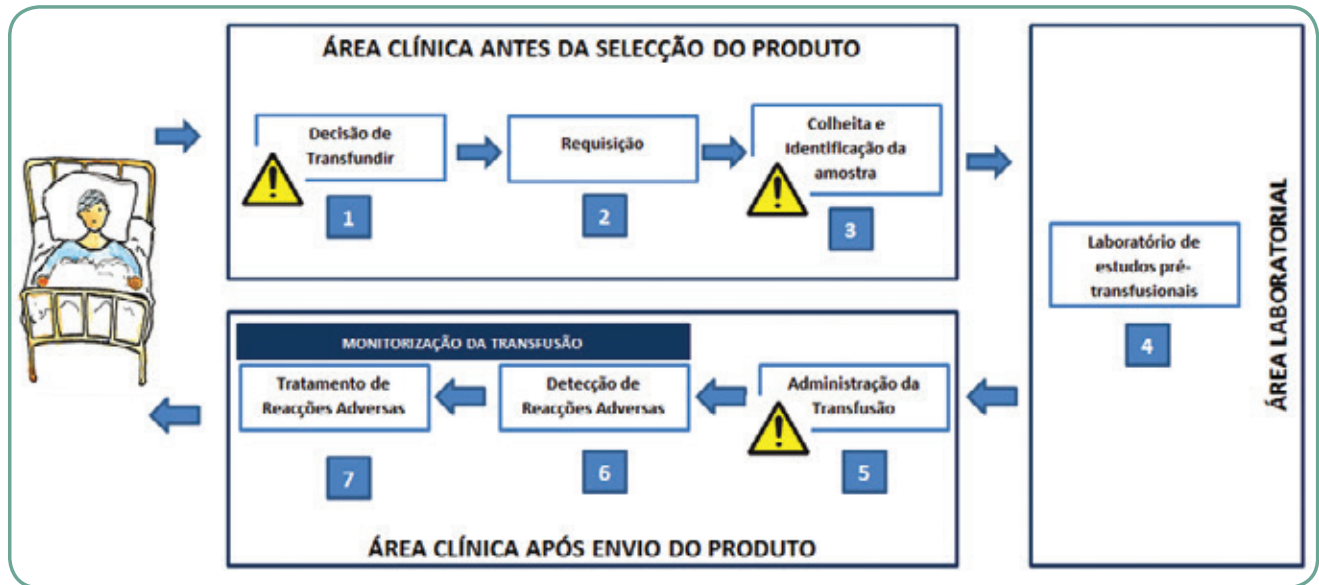 ÁREA CLÍNICA ANTES DA SELECÇÃO DO PRODUTO
Decisão de
Transfundir
1
Requisição
2
Colheita e
Identificação da
amostra
3
Laboratório de
estudos pré-
transfusionais
4
ÁREA LABORATORIAL
MONITORIZAÇÃO DA TRANSFUSÃO
Administração da
Transfusão
5
Detecção de
Reacções Adversas
6
Tratamento de
Reacções Adversas
7
ÁREA CLÍNICA APÓS ENVIO DO PRODUTO